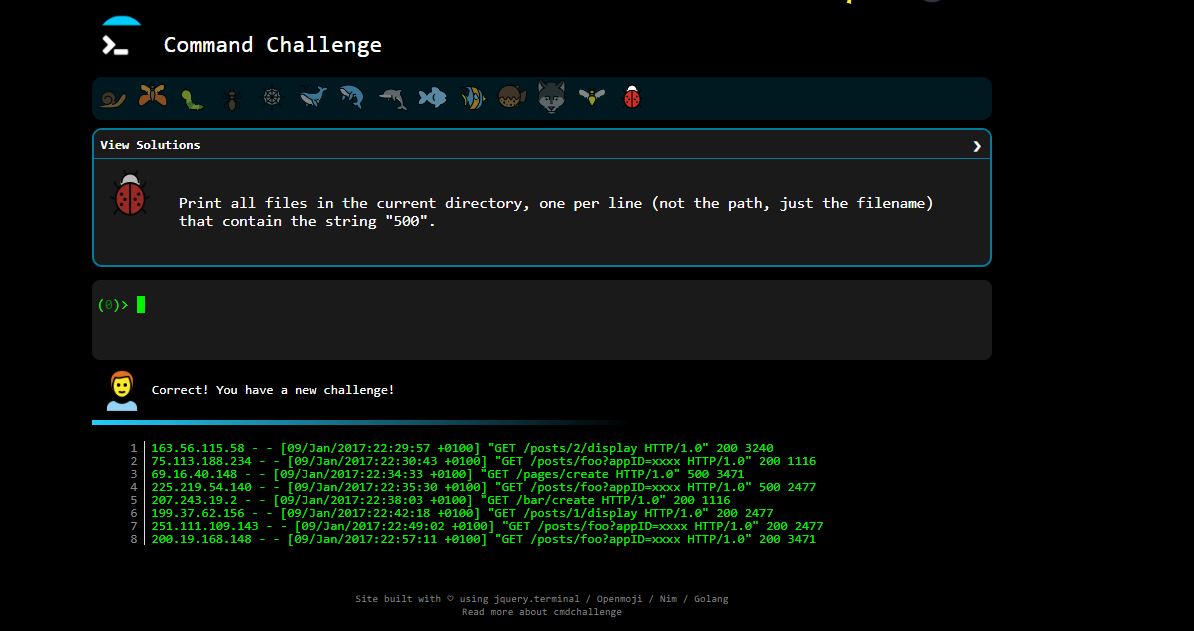 Command Challenge
View Solutions
Print all files in the current directory, one per line (not the path, just the filename)
that contain the string "500".
(0)>
Correct! You have a new challenge!
1 163.56.115.58 - - [09/Jan/2017:22:29:57 +0100] "GET /posts/2/display HTTP/1.0" 200 3240
2 75.113.188.234 - - [09/Jan/2017:22:30:43 +0100] "GET /posts/foo?appID=xxxx HTTP/1.0" 200 1116
3 69.16.40.148 - - [09/Jan/2017:22:34:33 +0100] "GET /pages/create HTTP/1.0" 500 3471
4 225.219.54.140 - - [09/Jan/2017:22:35:30 +0100] "GET /posts/foo?appID=xxxx HTTP/1.0" 500 2477
5 207.243.19.2 - - [09/Jan/2017:22:38:03 +0100] "GET /bar/create HTTP/1.0" 200 1116
6 199.37.62.156 - - [09/Jan/2017:22:42:18 +0100] "GET /posts/1/display HTTP/1.0" 200 2477
7 251.111.109.143 - - [09/Jan/2017:22:49:02 +0100] "GET /posts/foo?appID=xxxx HTTP/1.0" 200 2477
8 200.19.168.148 - - [09/Jan/2017:22:57:11 +0100] "GET /posts/foo?appID=xxxx HTTP/1.0" 200 3471
Site built with ♡ using jquery.terminal / Openmoji / Nim / Golang
Read more about cmdchallenge